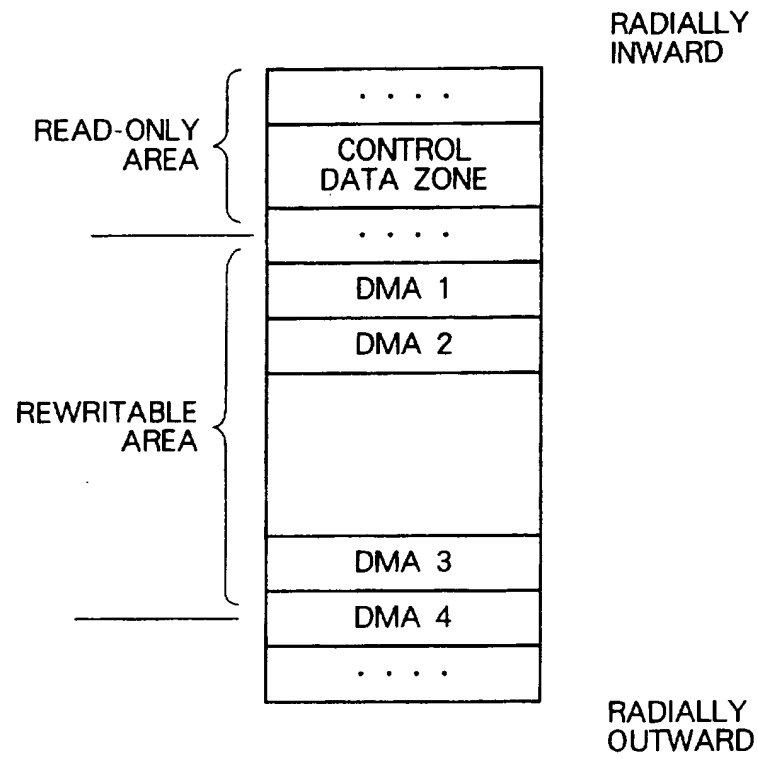 RADIALLY
INWARD
. . . .
READ-ONLY
AREA
CONTROL
DATA ZONE
. . . .
DMA 1
DMA 2
REWRITABLE
AREA
DMA 3
DMA 4
. . . .
RADIALLY
OUTWARD